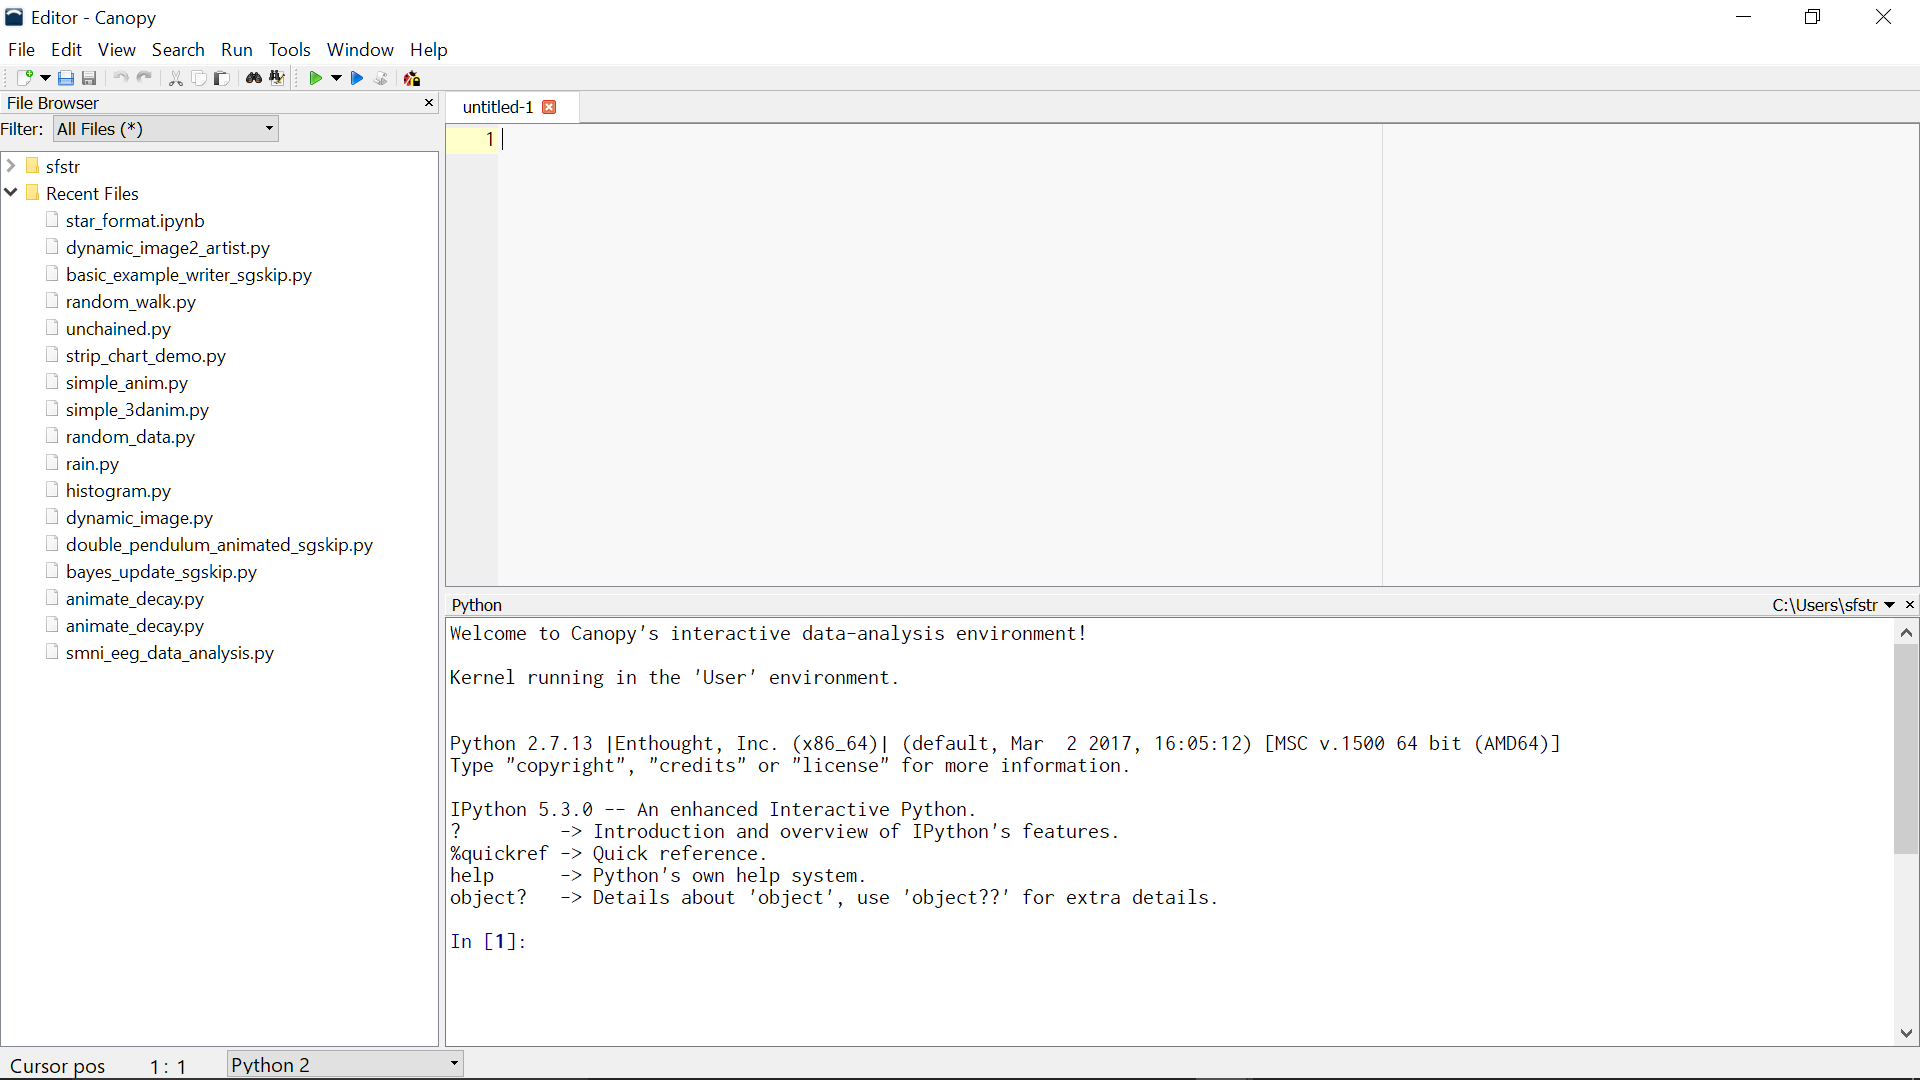 Editor - Canopy
File Edit View Search Run Tools Window Help
File Browser
Filter: All Files (*)
sfstr
Recent Files
star_format.ipynb
dynamic_image2_artist.py
basic_example_writer_sgskip.py
random_walk.py
unchained.py
strip_chart_demo.py
simple_anim.py
simple_3danim.py
random_data.py
rain.py
histogram.py
dynamic_image.py
double_pendulum_animated_sgskip.py
bayes_update_sgskip.py
animate_decay.py
animate_decay.py
smni_eeg_data_analysis.py
untitled-1
1
Python C:\Users\sfstr
Welcome to Canopy's interactive data-analysis environment!
Kernel running in the 'User' environment.
Python 2.7.13 |Enthought, Inc. (x86_64)| (default, Mar  2 2017, 16:05:12) [MSC v.1500 64 bit (AMD64)]
Type "copyright", "credits" or "license" for more information.
IPython 5.3.0 -- An enhanced Interactive Python.
?         -> Introduction and overview of IPython's features.
%quickref -> Quick reference.
help      -> Python's own help system.
object?   -> Details about 'object', use 'object??' for extra details.
In [1]:
Cursor pos 1 : 1 Python 2